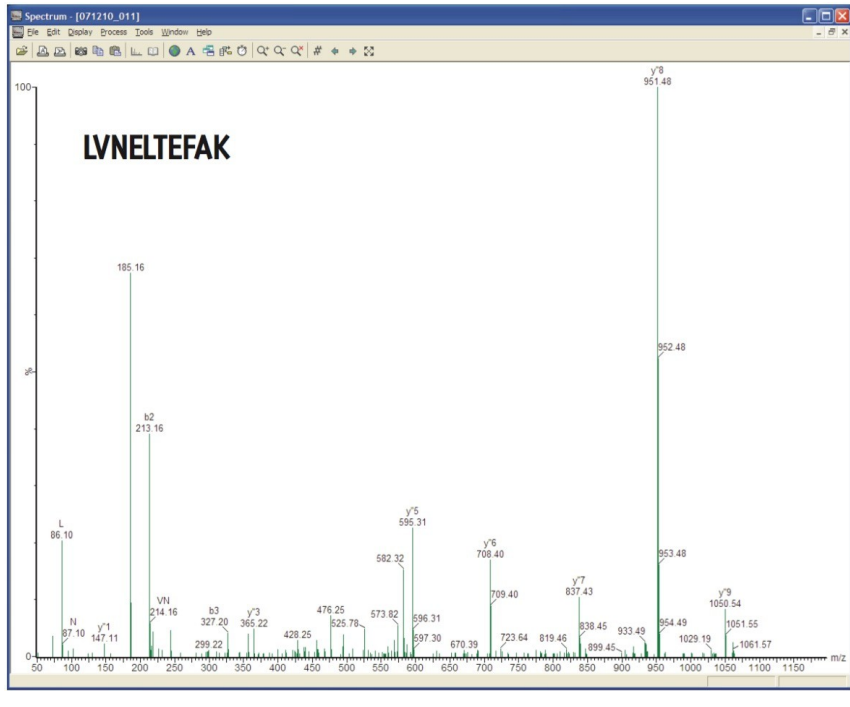 Spectrum - [071210_011]
File Edit Display Process Tools Window Help
A #
LVNELTEFAK
100
%
0
y"8
951.48
185.16
952.48
b2
213.16
L
86.10
y"5
595.31
582.32
y"6
708.40
953.48
709.40
y"7
837.43
y"9
1050.54
N
87.10
y"1
147.11
VN
214.16
299.22
b3
327.20
y"3
365.22
428.25
476.25
525.78
573.82
596.31
597.30
670.39
723.64
819.46
838.45
899.45
933.49
954.49
1029.19
1051.55
1061.57
50 100 150 200 250 300 350 400 450 500 550 600 650 700 750 800 850 900 950 1000 1050 1100 1150
m/z